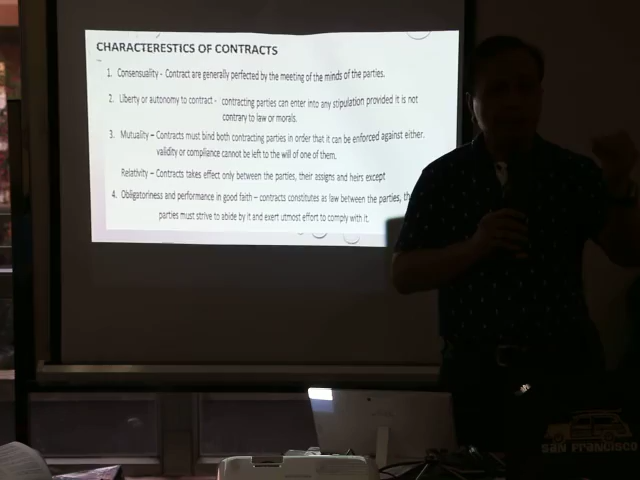 CHARACTERESTICS OF CONTRACTS
1. Consensuality - Contract are generally perfected by the meeting of the minds of the parties.
2. Liberty or autonomy to contract - contracting parties can enter into any stipulation provided it is not
contrary to law or morals.
3. Mutuality – Contracts must bind both contracting parties in order that it can be enforced against either.
validity or compliance cannot be left to the will of one of them.
Relativity – Contracts takes effect only between the parties, their assigns and heirs except
4. Obligatoriness and performance in good faith – contracts constitutes as law between the parties,
parties must strive to abide by it and exert utmost effort to comply with it.
SAN FRANCISCO